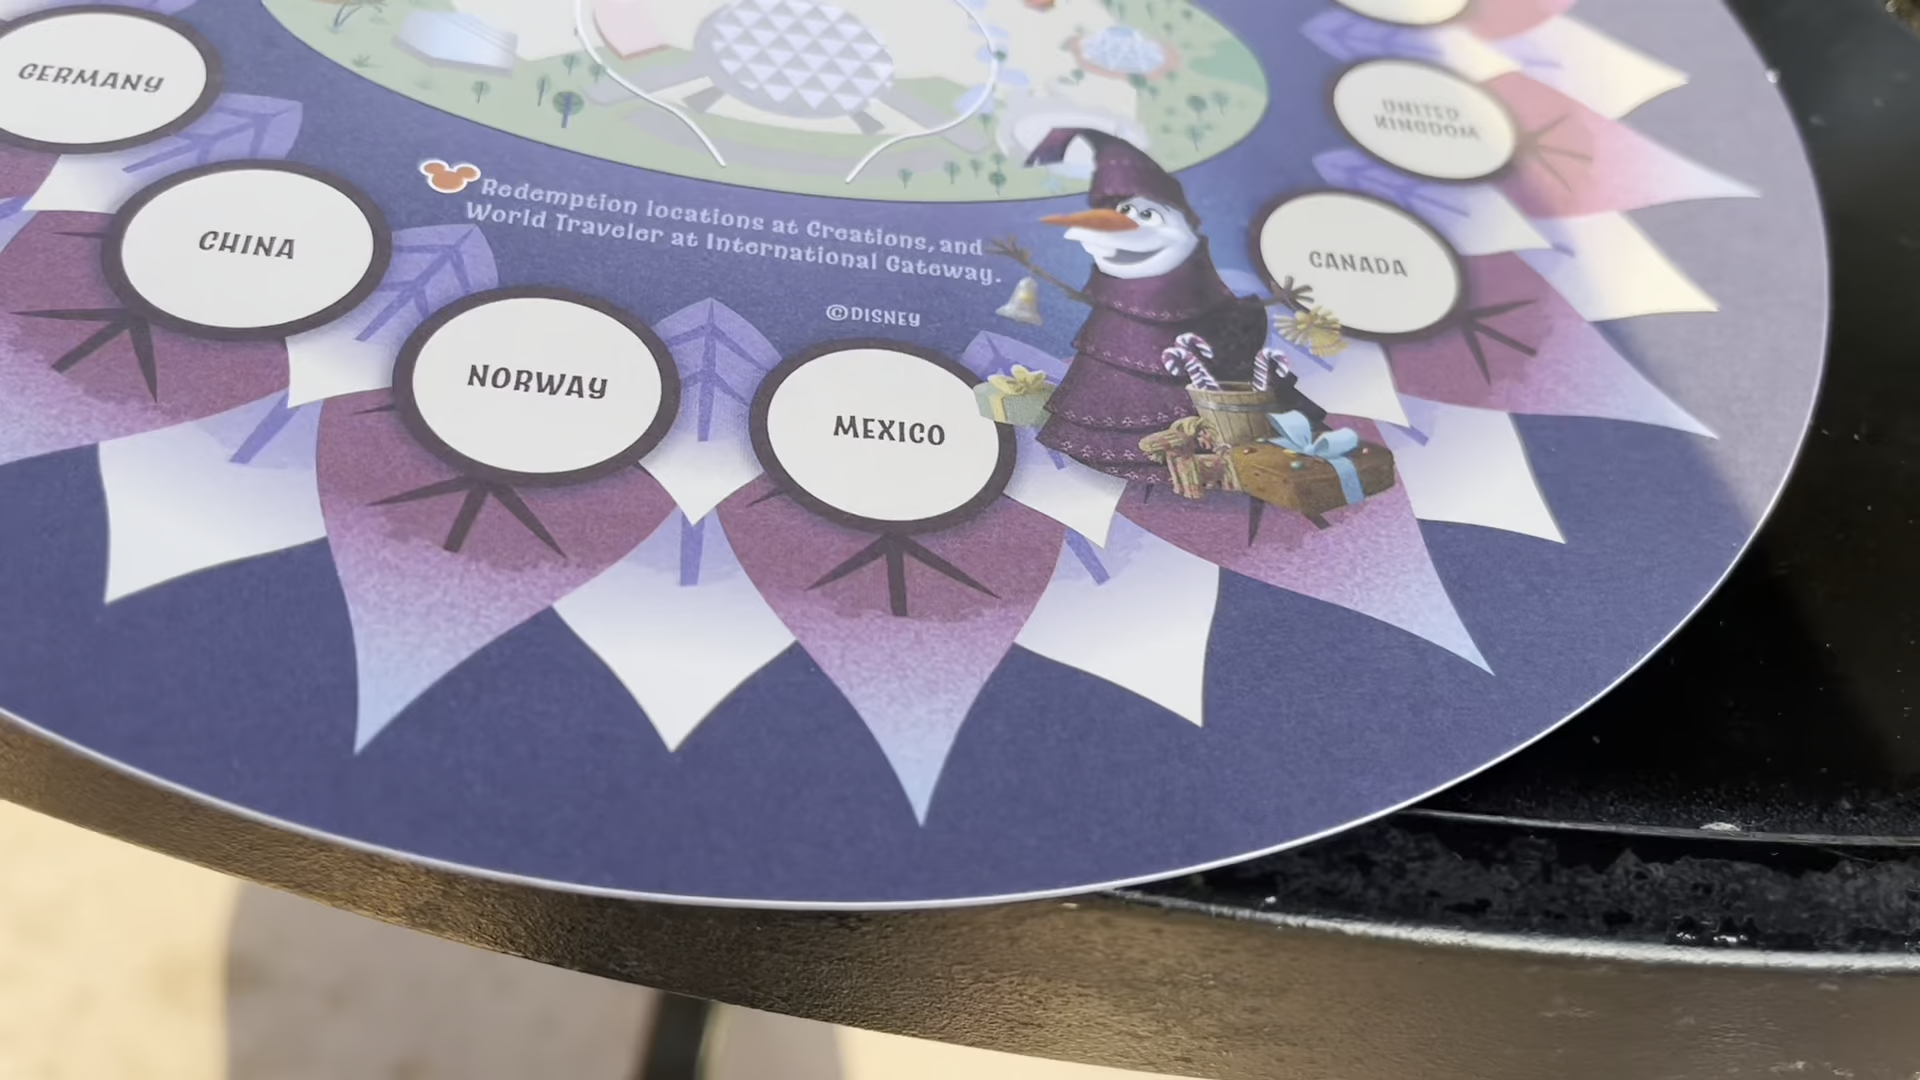 GERMANY
UNITED
KINGDOM
CHINA
Redemption locations at Creations, and
World Traveler at International Gateway.
CANADA
©DISNEY
NORWAY
MEXICO